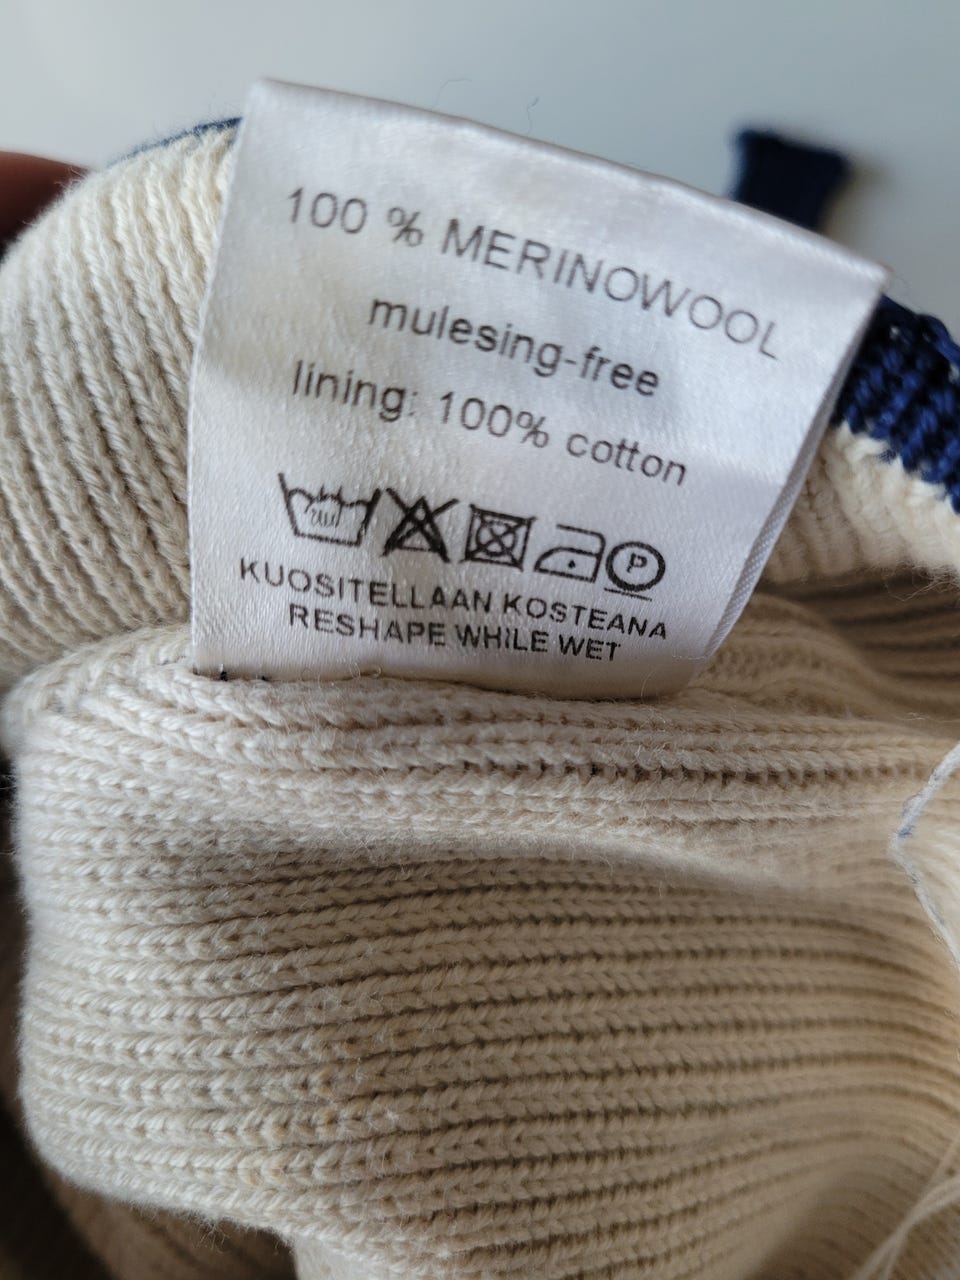 100 % MERINOWOOL
mulesing-free
lining: 100% cotton
P
KUOSITELLAAN KOSTEANA
RESHAPE WHILE WET